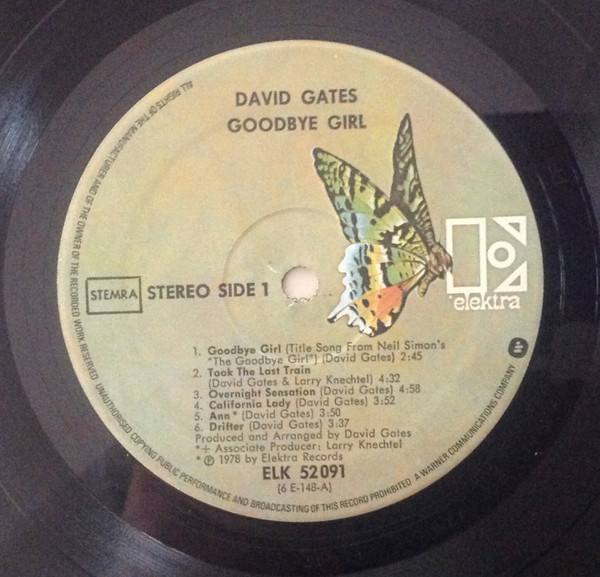 DAVID GATES
GOODBYE GIRL
elektra
STEMRA STEREO SIDE 1
1. Goodbye Girl (Title Song From Neil Simon's
"The Goodbye Girl") (David Gates) 2:45
2. Took The Last Train
(David Gates & Larry Knechtel) 4:32
3. Overnight Sensation (David Gates) 4:58
4. California Lady (David Gates) 3:52
5. Ann* (David Gates) 3:50
6. Drifter (David Gates) 3:37
Produced and Arranged by David Gates
*+ Associate Producer: Larry Knechtel
* ℗ 1978 by Elektra Records
ELK 52091
(6 E-148-A)
ALL RIGHTS OF THE MANUFACTURER AND OF THE OWNER OF THE RECORDED WORK RESERVED UNAUTHORISED COPYING PUBLIC PERFORMANCE AND BROADCASTING OF THIS RECORD PROHIBITED A WARNER COMMUNICATIONS COMPANY